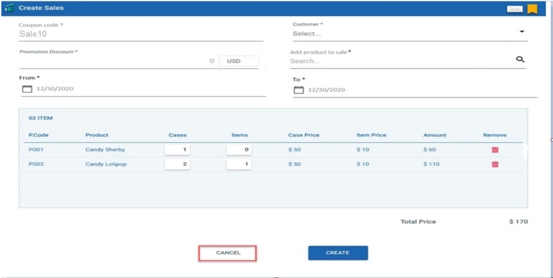 Create Sales
Coupon code *
Sale10
Customer *
Select...
Promotion Discount *
0 USD
Add product to sale *
Search...
From *
12/30/2020
To *
12/30/2020
02 ITEM
P.Code Product Cases Items Case Price Item Price Amount Remove
P001 Candy Sherby 1 0 $ 50 $ 10 $ 60
P002 Candy Lolipop 2 1 $ 50 $ 10 $ 110
Total Price $ 170
CANCEL CREATE